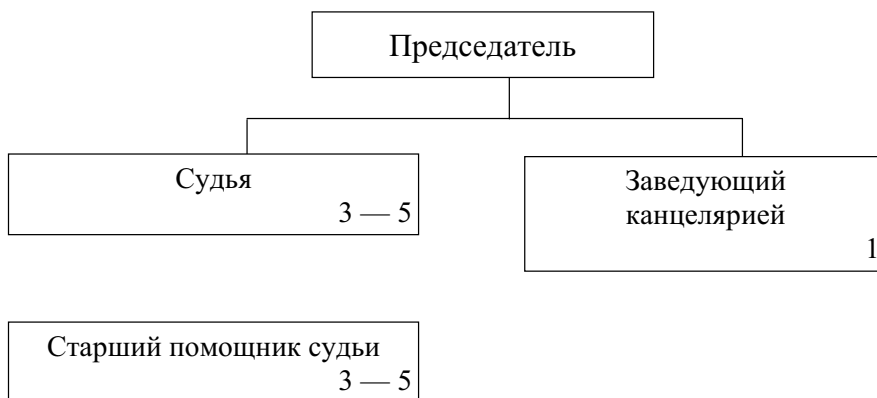 Председатель
Судья
3 — 5
Заведующий
канцелярией
1
Старший помощник судьи
3 — 5